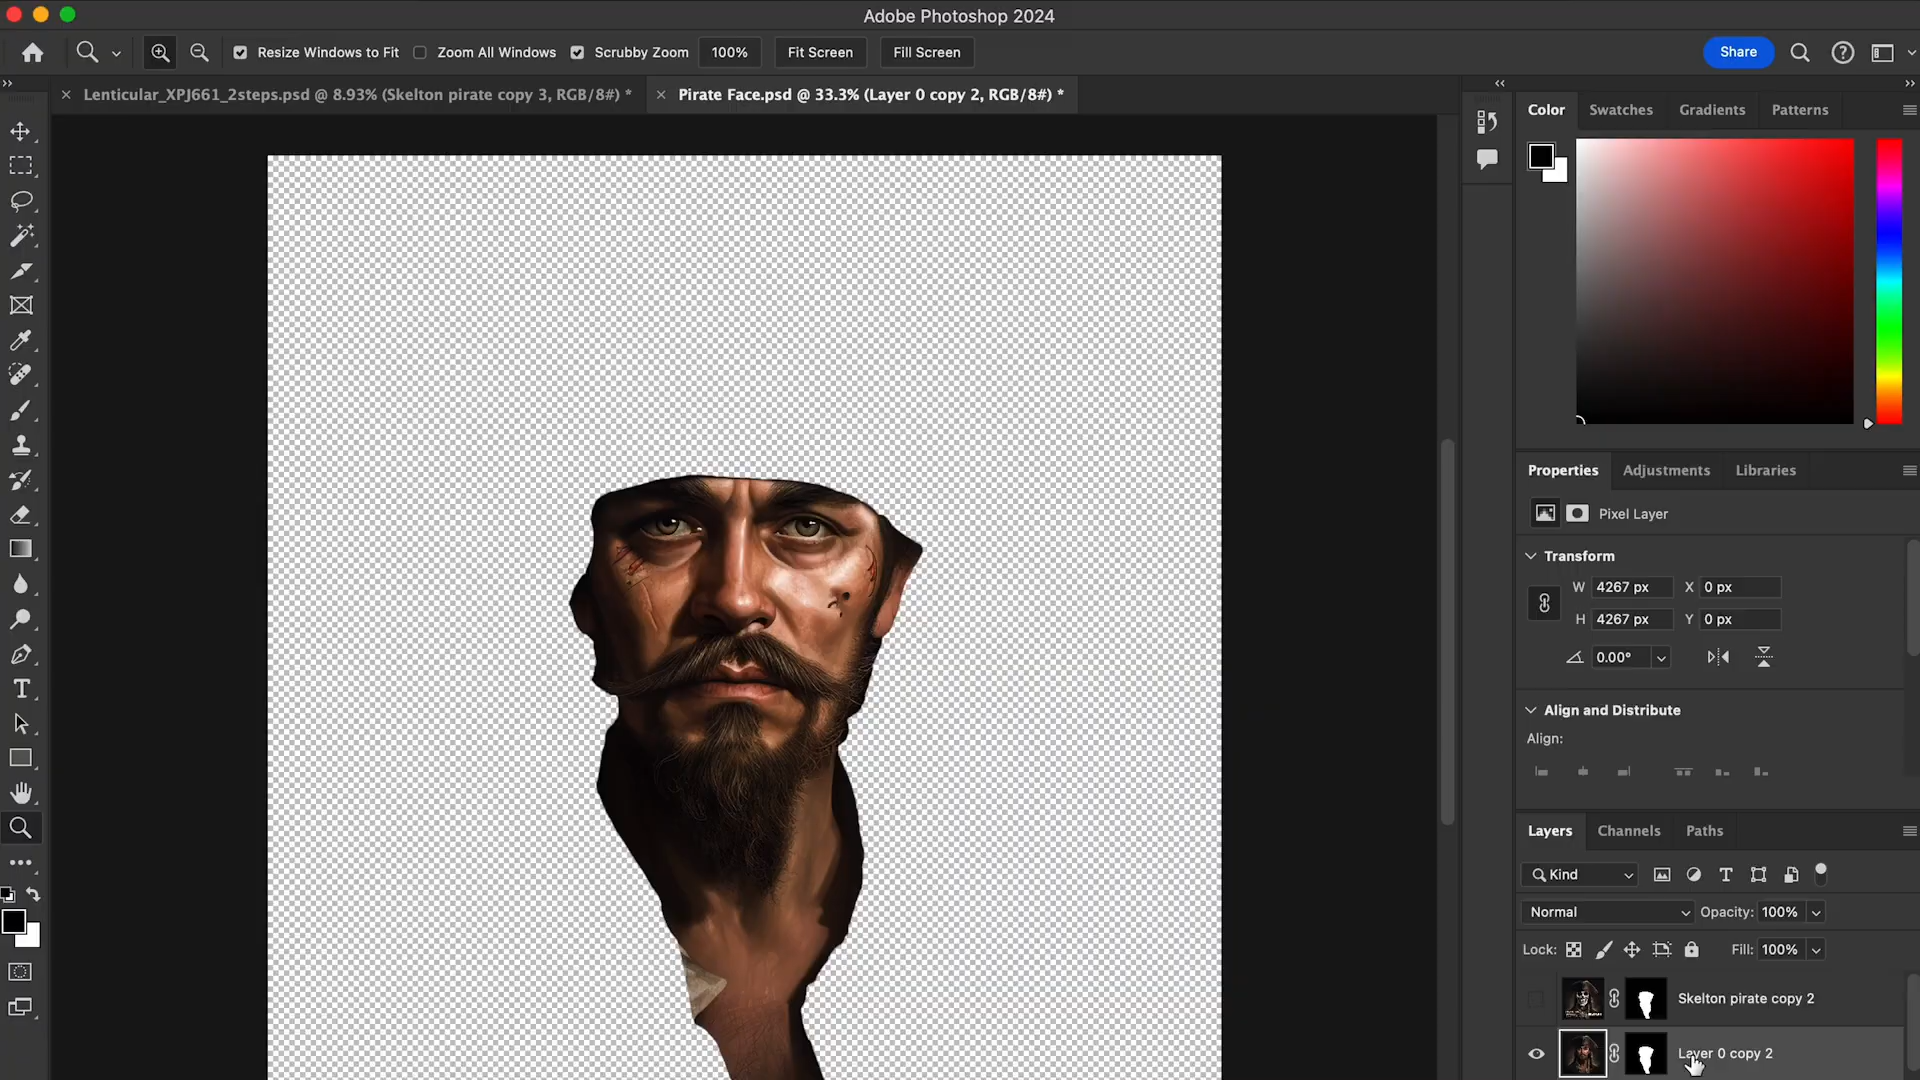 Adobe Photoshop 2024
Resize Windows to Fit Zoom All Windows Scrubby Zoom 100% Fit Screen Fill Screen Share
Lenticular_XPJ661_2steps.psd @ 8.93% (Skelton pirate copy 3, RGB/8#) * Pirate Face.psd @ 33.3% (Layer 0 copy 2, RGB/8#) *
Color Swatches Gradients Patterns
Properties Adjustments Libraries
Pixel Layer
Transform
W 4267 px X 0 px
H 4267 px Y 0 px
0.00°
Align and Distribute
Align:
Layers Channels Paths
Kind
Normal Opacity: 100%
Lock: Fill: 100%
Skelton pirate copy 2
Layer 0 copy 2